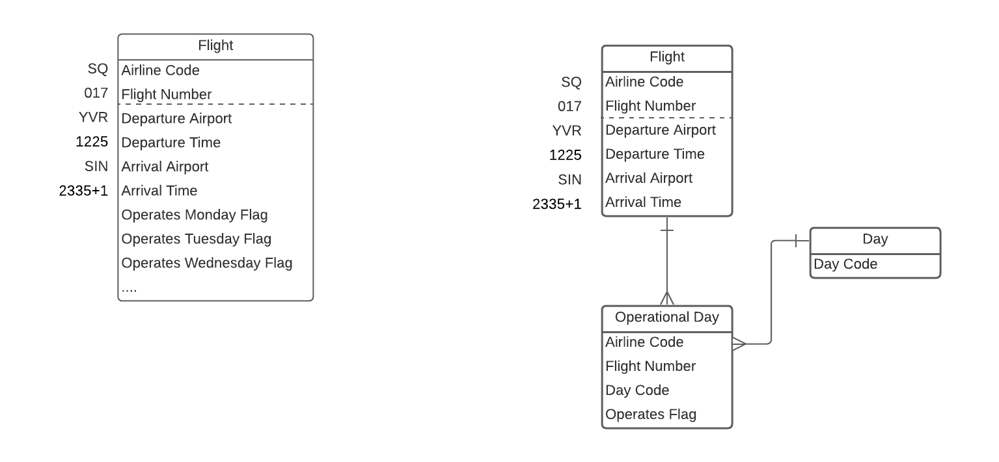 Flight
SQ Airline Code
017 Flight Number
YVR Departure Airport
1225 Departure Time
SIN Arrival Airport
2335+1 Arrival Time
Operates Monday Flag
Operates Tuesday Flag
Operates Wednesday Flag
....
Flight
SQ Airline Code
017 Flight Number
YVR Departure Airport
1225 Departure Time
SIN Arrival Airport
2335+1 Arrival Time
Day
Day Code
Operational Day
Airline Code
Flight Number
Day Code
Operates Flag